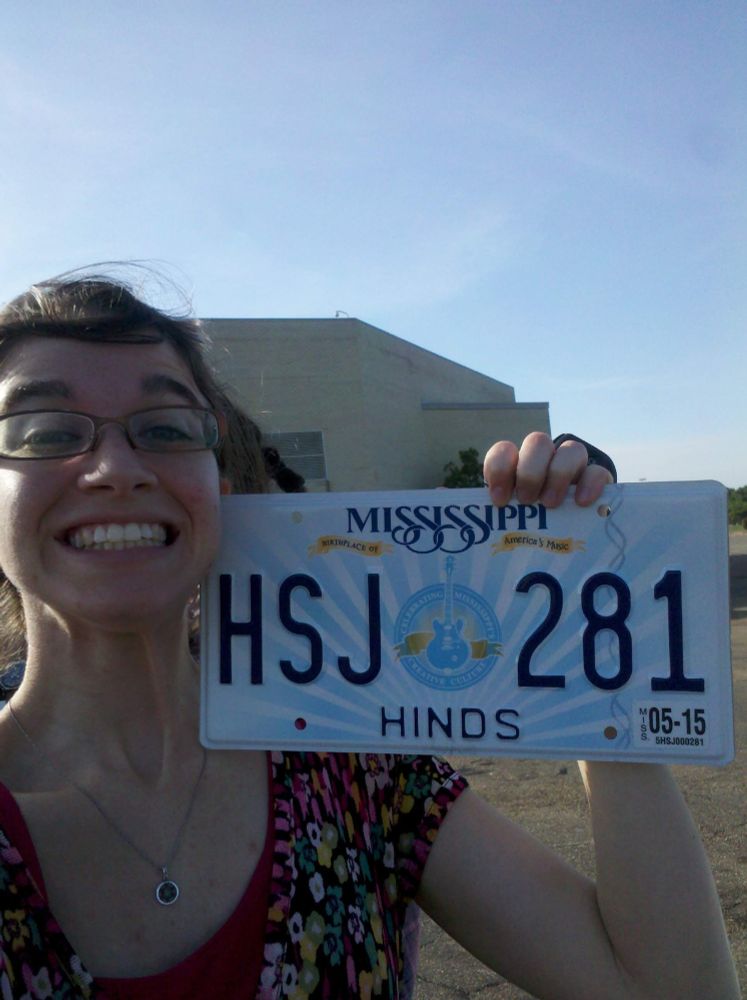 MISSISSIPPI
BIRTHPLACE OF America's Music
HSJ 281
CELEBRATING MISSISSIPPI'S
CREATIVE CULTURE
HINDS
MISS
05-15
5HSJ000281